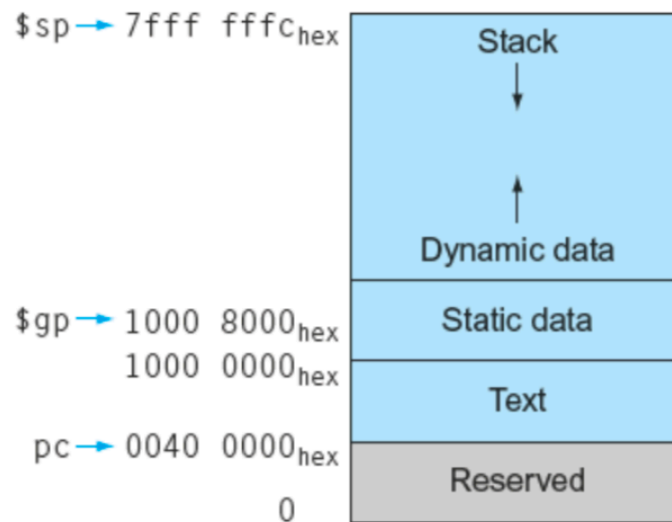 $sp 7fff fffc hex
Stack
Dynamic data
$gp 1000 8000 hex
Static data
1000 0000 hex
Text
pc 0040 0000 hex
Reserved
0